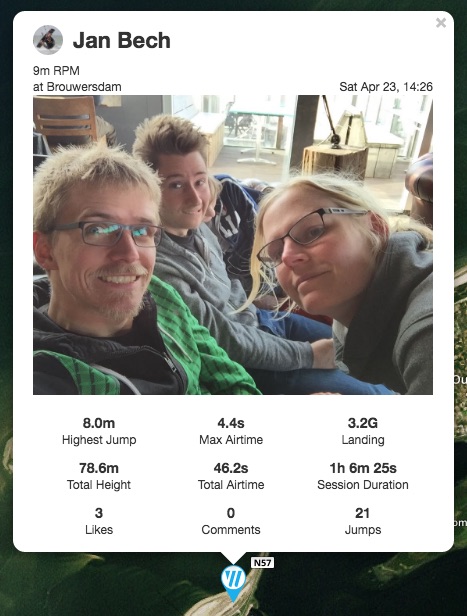 Jan Bech
9m RPM
at Brouwersdam
Sat Apr 23, 14:26
8.0m 4.4s 3.2G
Highest Jump Max Airtime Landing
78.6m 46.2s 1h 6m 25s
Total Height Total Airtime Session Duration
3 0 21
Likes Comments Jumps
N57